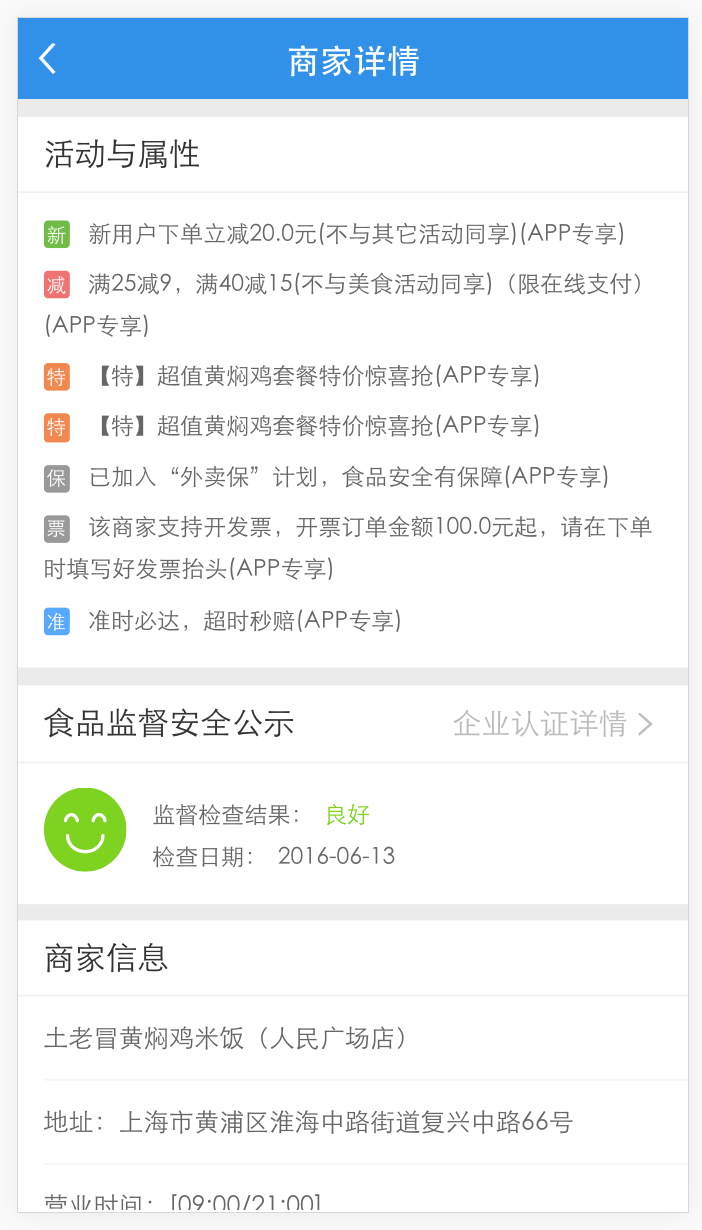 商家详情
活动与属性
新 新用户下单立减20.0元(不与其它活动同享)(APP专享)
减 满25减9，满40减15(不与美食活动同享)（限在线支付）
(APP专享)
特 【特】超值黄焖鸡套餐特价惊喜抢(APP专享)
特 【特】超值黄焖鸡套餐特价惊喜抢(APP专享)
保 已加入“外卖保”计划，食品安全有保障(APP专享)
票 该商家支持开发票，开票订单金额100.0元起，请在下单
时填写好发票抬头(APP专享)
准 准时必达，超时秒赔(APP专享)
食品监督安全公示 企业认证详情
监督检查结果： 良好
检查日期： 2016-06-13
商家信息
土老冒黄焖鸡米饭（人民广场店）
地址：上海市黄浦区淮海中路街道复兴中路66号
营业时间：[09:00/21:00]